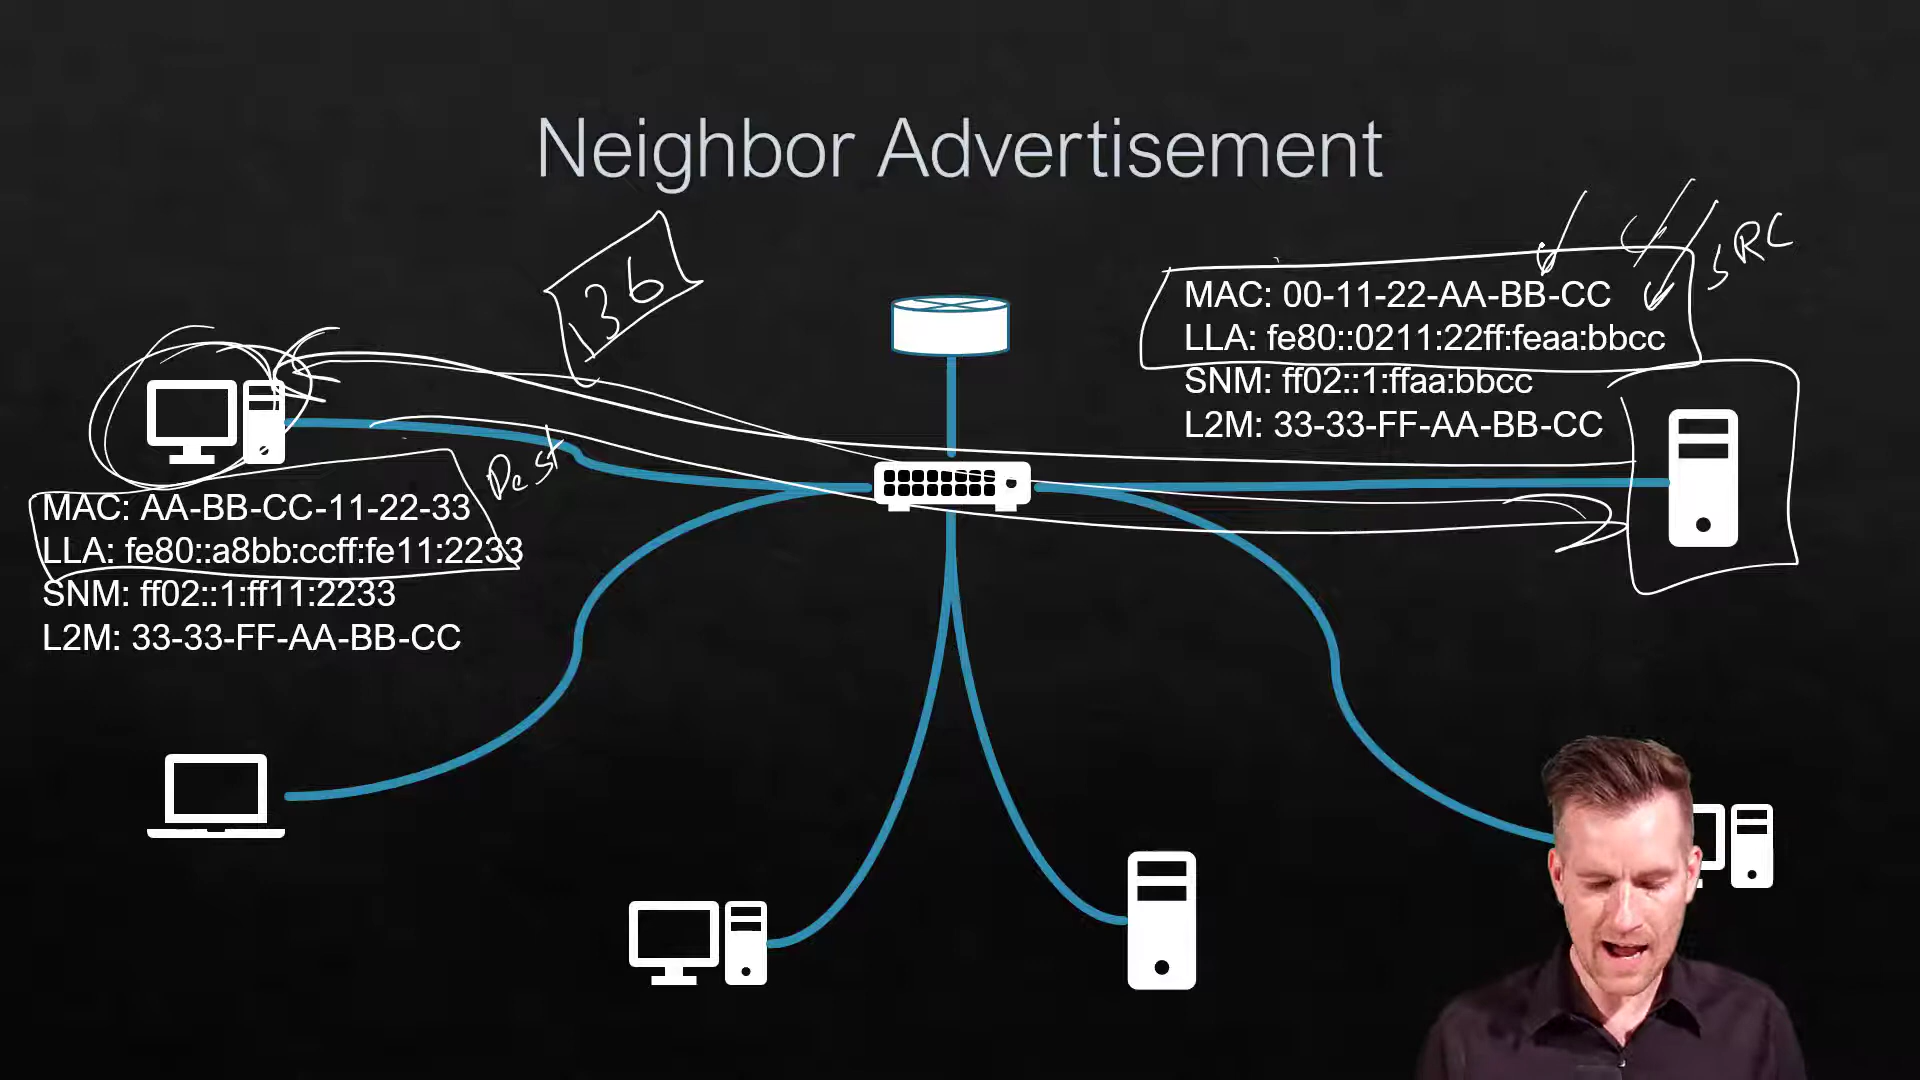 Neighbor Advertisement
136
SRC
MAC: 00-11-22-AA-BB-CC
LLA: fe80::0211:22ff:feaa:bbcc
SNM: ff02::1:ffaa:bbcc
L2M: 33-33-FF-AA-BB-CC
Dest
MAC: AA-BB-CC-11-22-33
LLA: fe80::a8bb:ccff:fe11:2233
SNM: ff02::1:ff11:2233
L2M: 33-33-FF-AA-BB-CC